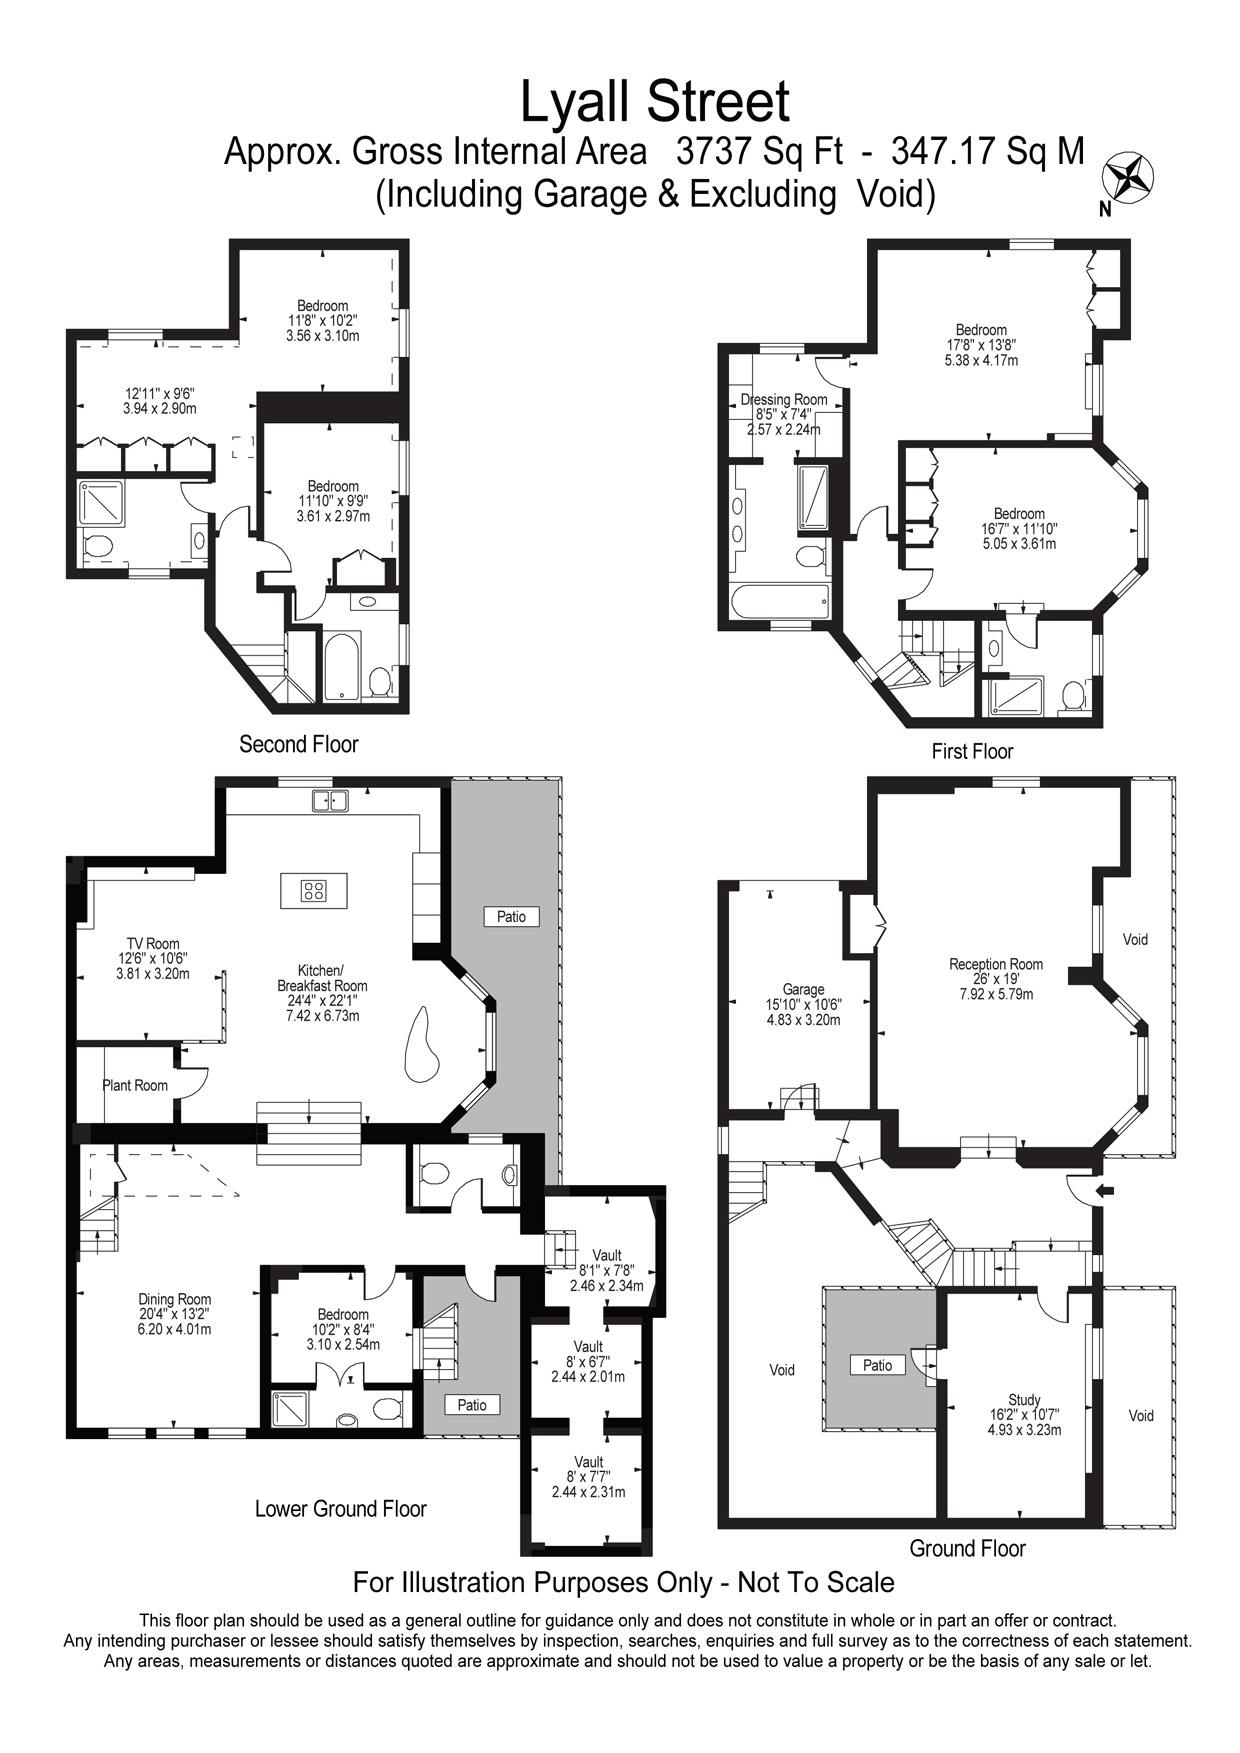 Lyall Street
Approx. Gross Internal Area 3737 Sq Ft - 347.17 Sq M
(Including Garage & Excluding Void)
N
Bedroom
11'8" x 10'2"
3.56 x 3.10m
12'11" x 9'6"
3.94 x 2.90m
Bedroom
11'10" x 9'9"
3.61 x 2.97m
Second Floor
Bedroom
17'8" x 13'8"
5.38 x 4.17m
Dressing Room
8'5" x 7'4"
2.57 x 2.24m
Bedroom
16'7" x 11'10"
5.05 x 3.61m
First Floor
Patio
TV Room
12'6" x 10'6"
3.81 x 3.20m
Kitchen/
Breakfast Room
24'4" x 22'1"
7.42 x 6.73m
Plant Room
Dining Room
20'4" x 13'2"
6.20 x 4.01m
Bedroom
10'2" x 8'4"
3.10 x 2.54m
Patio
Vault
8'1" x 7'8"
2.46 x 2.34m
Vault
8' x 6'7"
2.44 x 2.01m
Vault
8' x 7'7"
2.44 x 2.31m
Lower Ground Floor
Void
Reception Room
26' x 19'
7.92 x 5.79m
Garage
15'10" x 10'6"
4.83 x 3.20m
Void
Patio
Study
16'2" x 10'7"
4.93 x 3.23m
Void
Ground Floor
For Illustration Purposes Only - Not To Scale
This floor plan should be used as a general outline for guidance only and does not constitute in whole or in part an offer or contract.
Any intending purchaser or lessee should satisfy themselves by inspection, searches, enquiries and full survey as to the correctness of each statement.
Any areas, measurements or distances quoted are approximate and should not be used to value a property or be the basis of any sale or let.